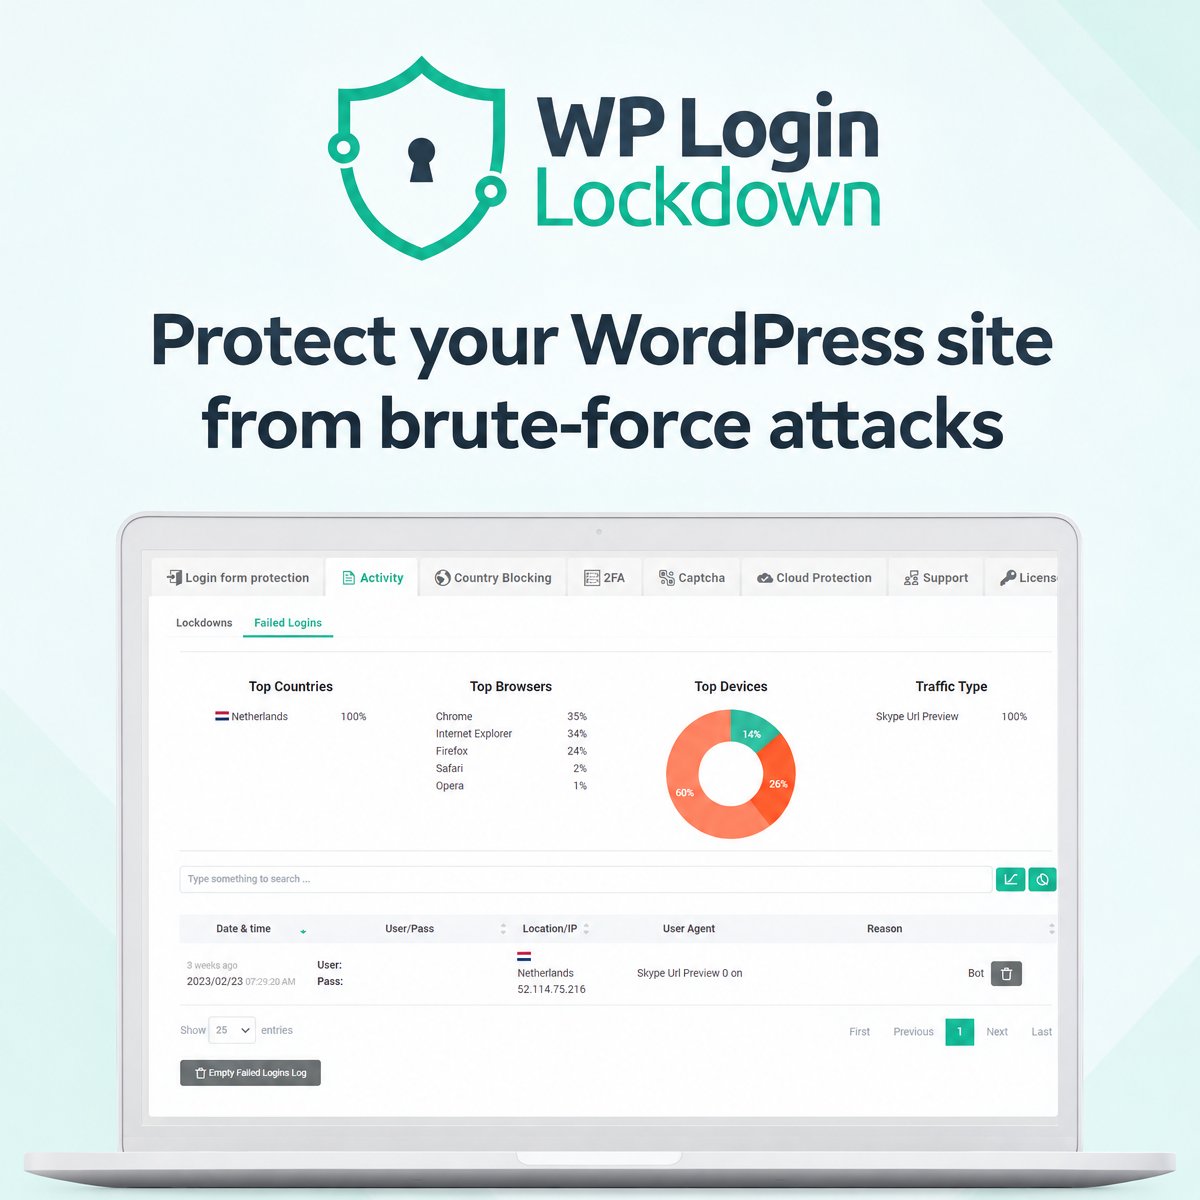 WP Login
Lockdown
Protect your WordPress site
from brute-force attacks
Login form protection
Activity
Country Blocking
2FA
Captcha
Cloud Protection
Support
Licens
Lockdowns
Failed Logins
Top Countries
Netherlands 100%
Top Browsers
Chrome 35%
Internet Explorer 34%
Firefox 24%
Safari 2%
Opera 1%
Top Devices
14%
26%
60%
Traffic Type
Skype Url Preview 100%
Type something to search ...
Date & time User/Pass Location/IP User Agent Reason
3 weeks ago
2023/02/23 07:29:20 AM
User:
Pass:
Netherlands
52.114.75.216
Skype Url Preview 0 on
Bot
Show 25 entries
First Previous 1 Next Last
Empty Failed Logins Log